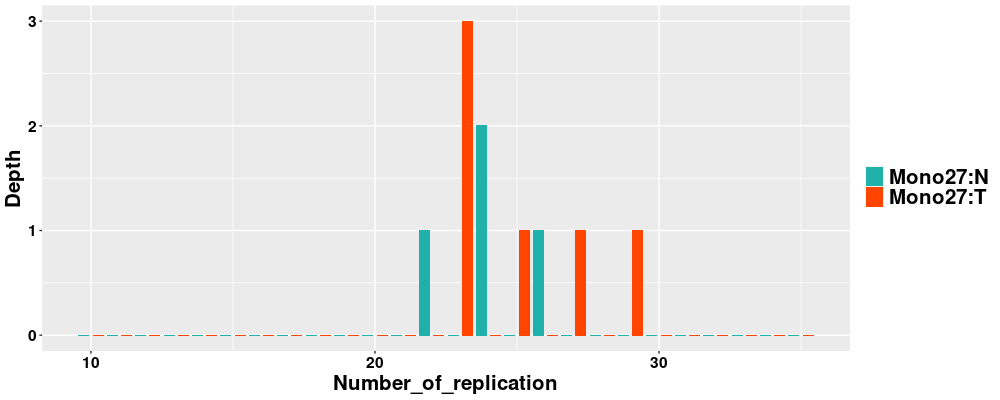 3
2
1
0
Depth
10 20 30
Number_of_replication
Mono27:N
Mono27:T